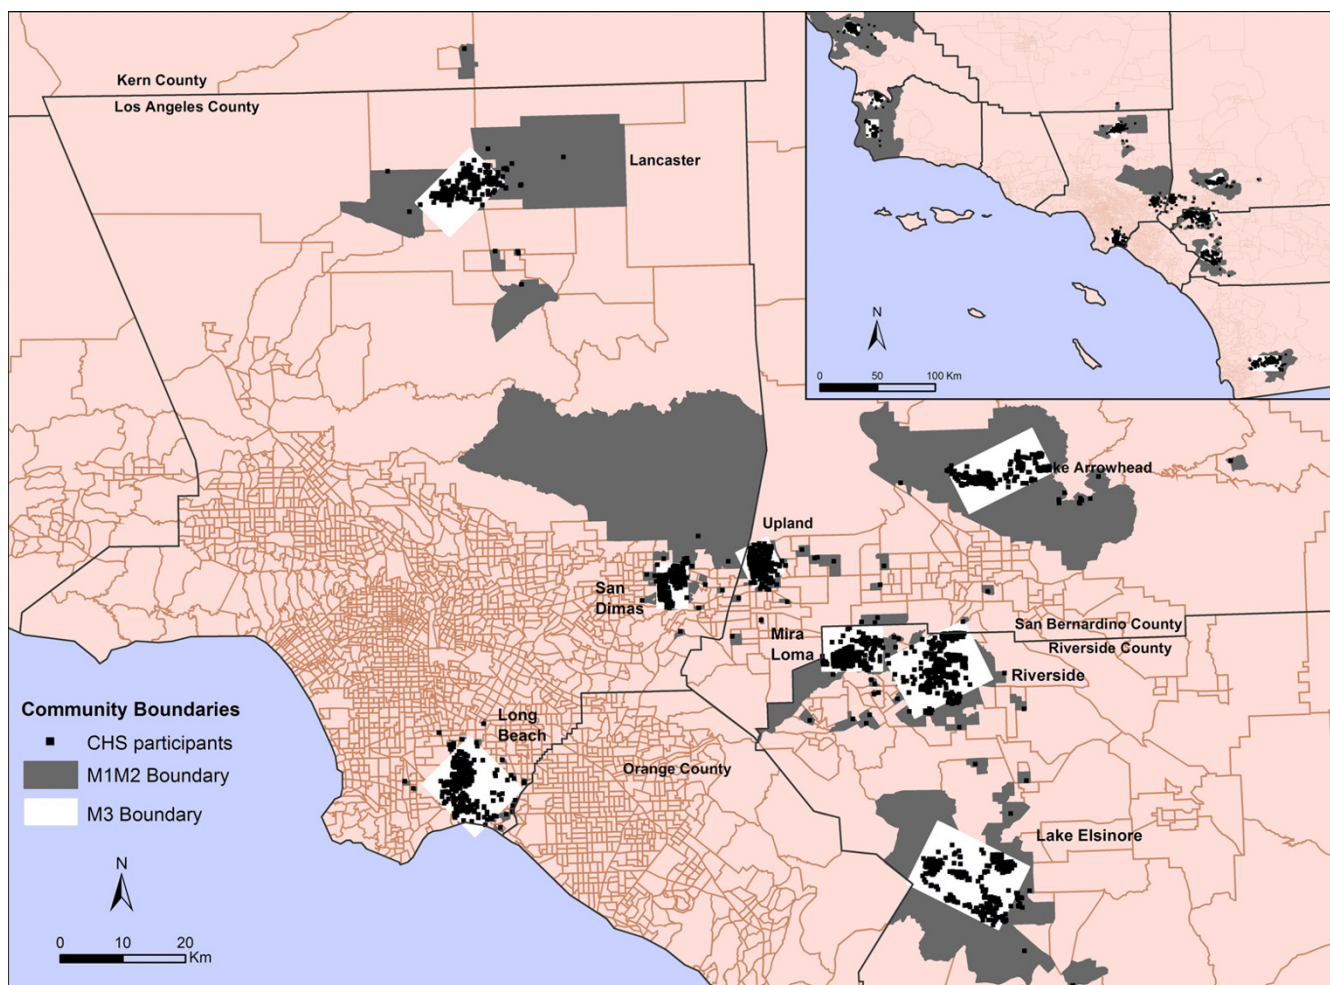 Kern County
Los Angeles County
Lancaster
N
0 50 100 Km
ke Arrowhead
Upland
San
Dimas
Mira
Loma
San Bernardino County
Riverside County
Riverside
Long
Beach
Orange County
Lake Elsinore
Community Boundaries
CHS participants
M1M2 Boundary
M3 Boundary
N
0 10 20
Km